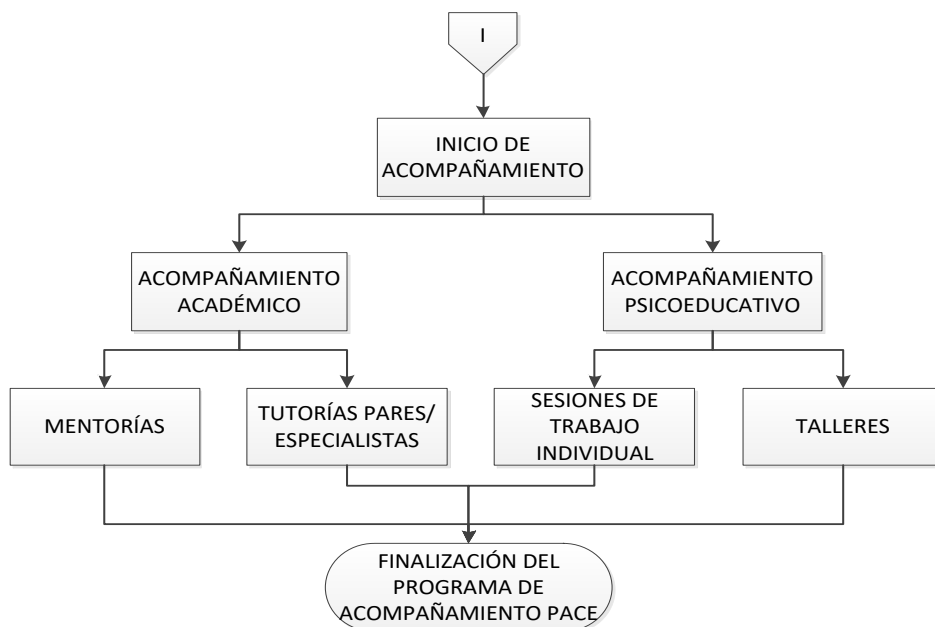 I
INICIO DE
ACOMPAÑAMIENTO
ACOMPAÑAMIENTO
ACADÉMICO
ACOMPAÑAMIENTO
PSICOEDUCATIVO
MENTORÍAS
TUTORÍAS PARES/
ESPECIALISTAS
SESIONES DE
TRABAJO
INDIVIDUAL
TALLERES
FINALIZACIÓN DEL
PROGRAMA DE
ACOMPAÑAMIENTO PACE